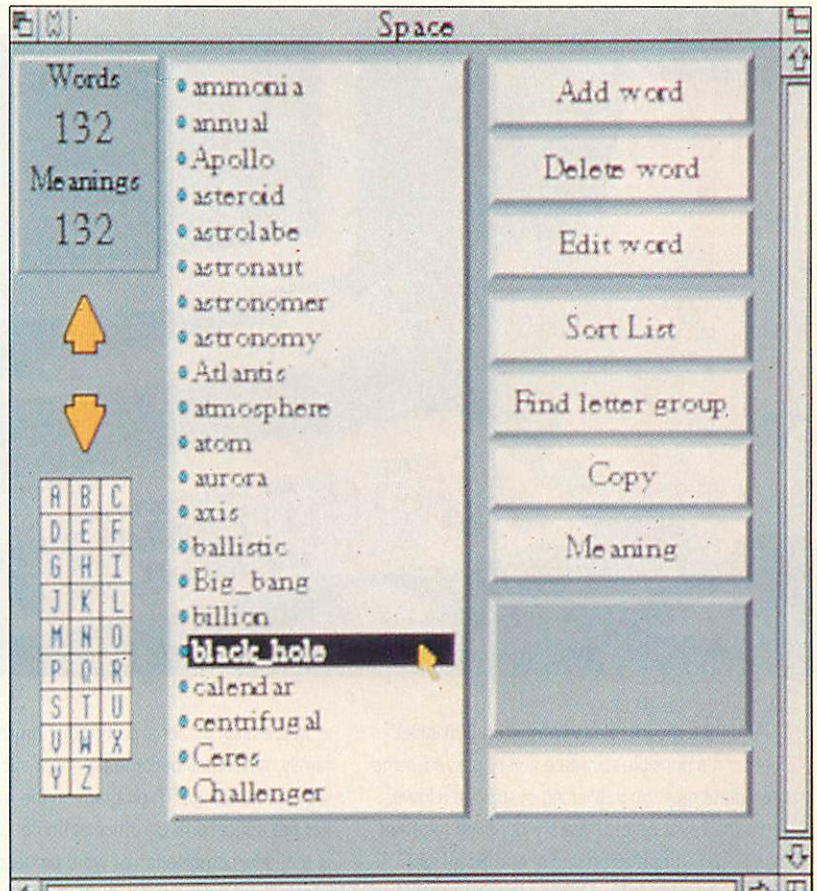 Space
Words
132
Meanings
132
A B C
D E F
G H I
J K L
M N O
P Q R
S T U
V W X
Y Z
ammonia
annual
Apollo
asteroid
astrolabe
astronaut
astronomer
astronomy
Atlantis
atmosphere
atom
aurora
axis
ballistic
Big_bang
billion
black_hole
calendar
centrifugal
Ceres
Challenger
Add word
Delete word
Edit word
Sort List
Find letter group
Copy
Meaning